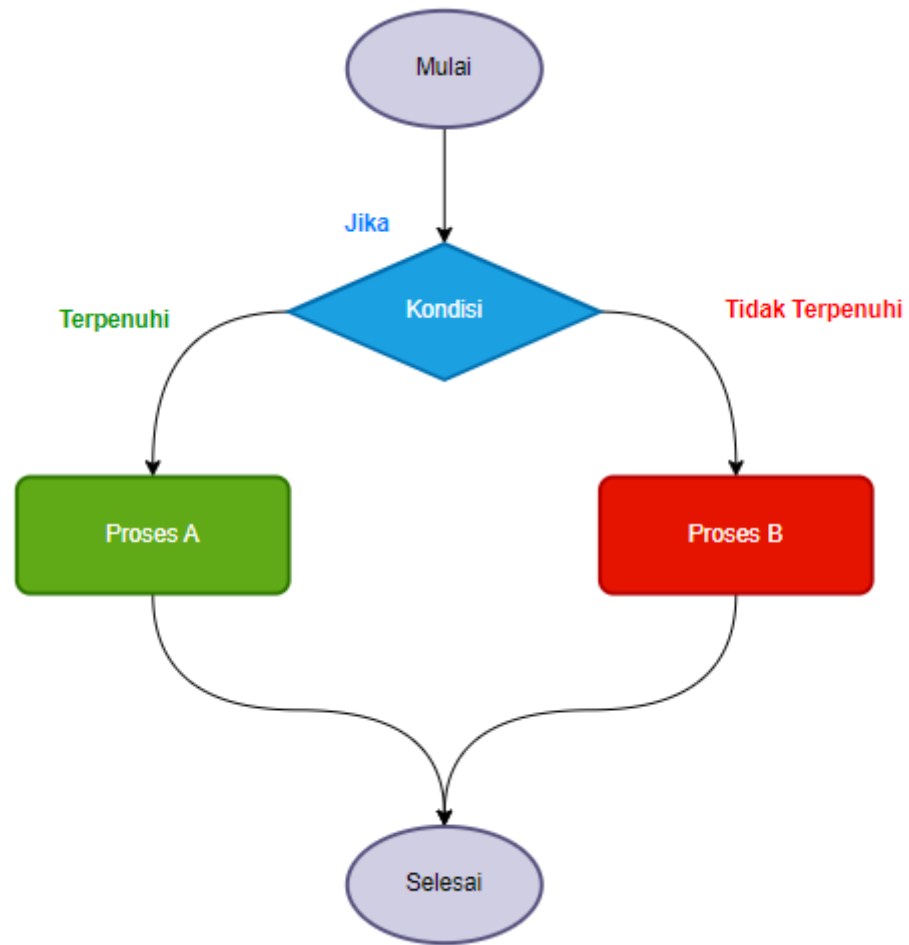 Mulai
Jika
Kondisi
Terpenuhi
Tidak Terpenuhi
Proses A
Proses B
Selesai